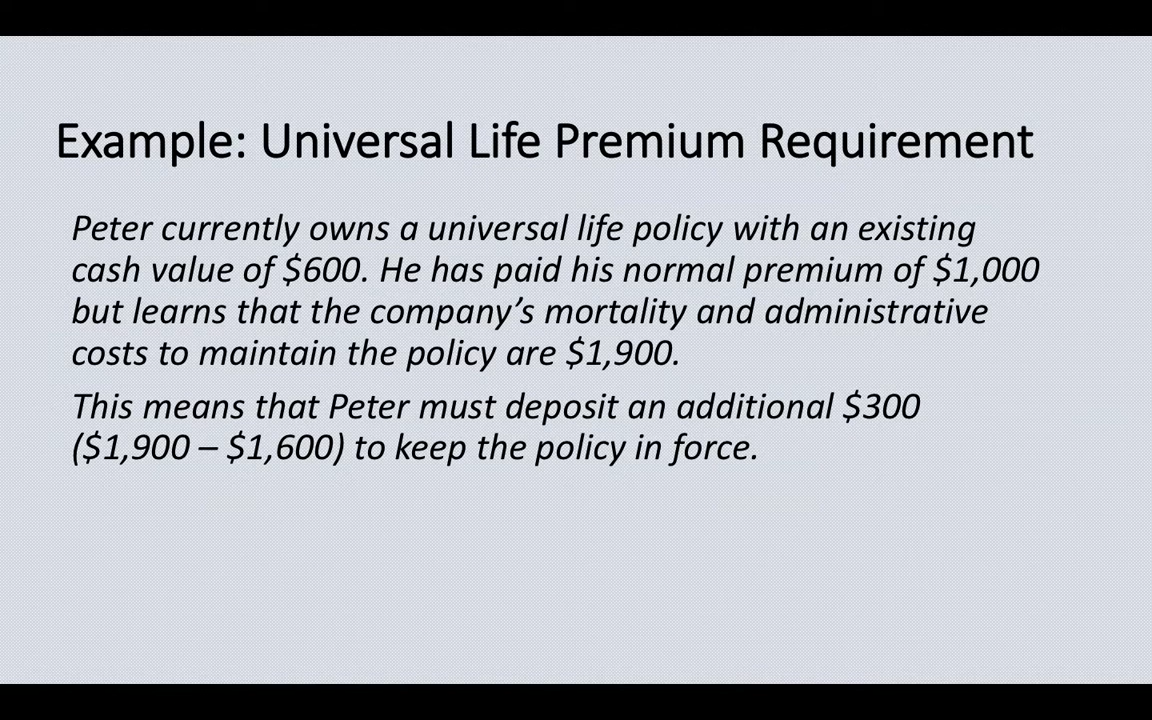 Example: Universal Life Premium Requirement
Peter currently owns a universal life policy with an existing
cash value of $600. He has paid his normal premium of $1,000
but learns that the company’s mortality and administrative
costs to maintain the policy are $1,900.
This means that Peter must deposit an additional $300
($1,900 – $1,600) to keep the policy in force.